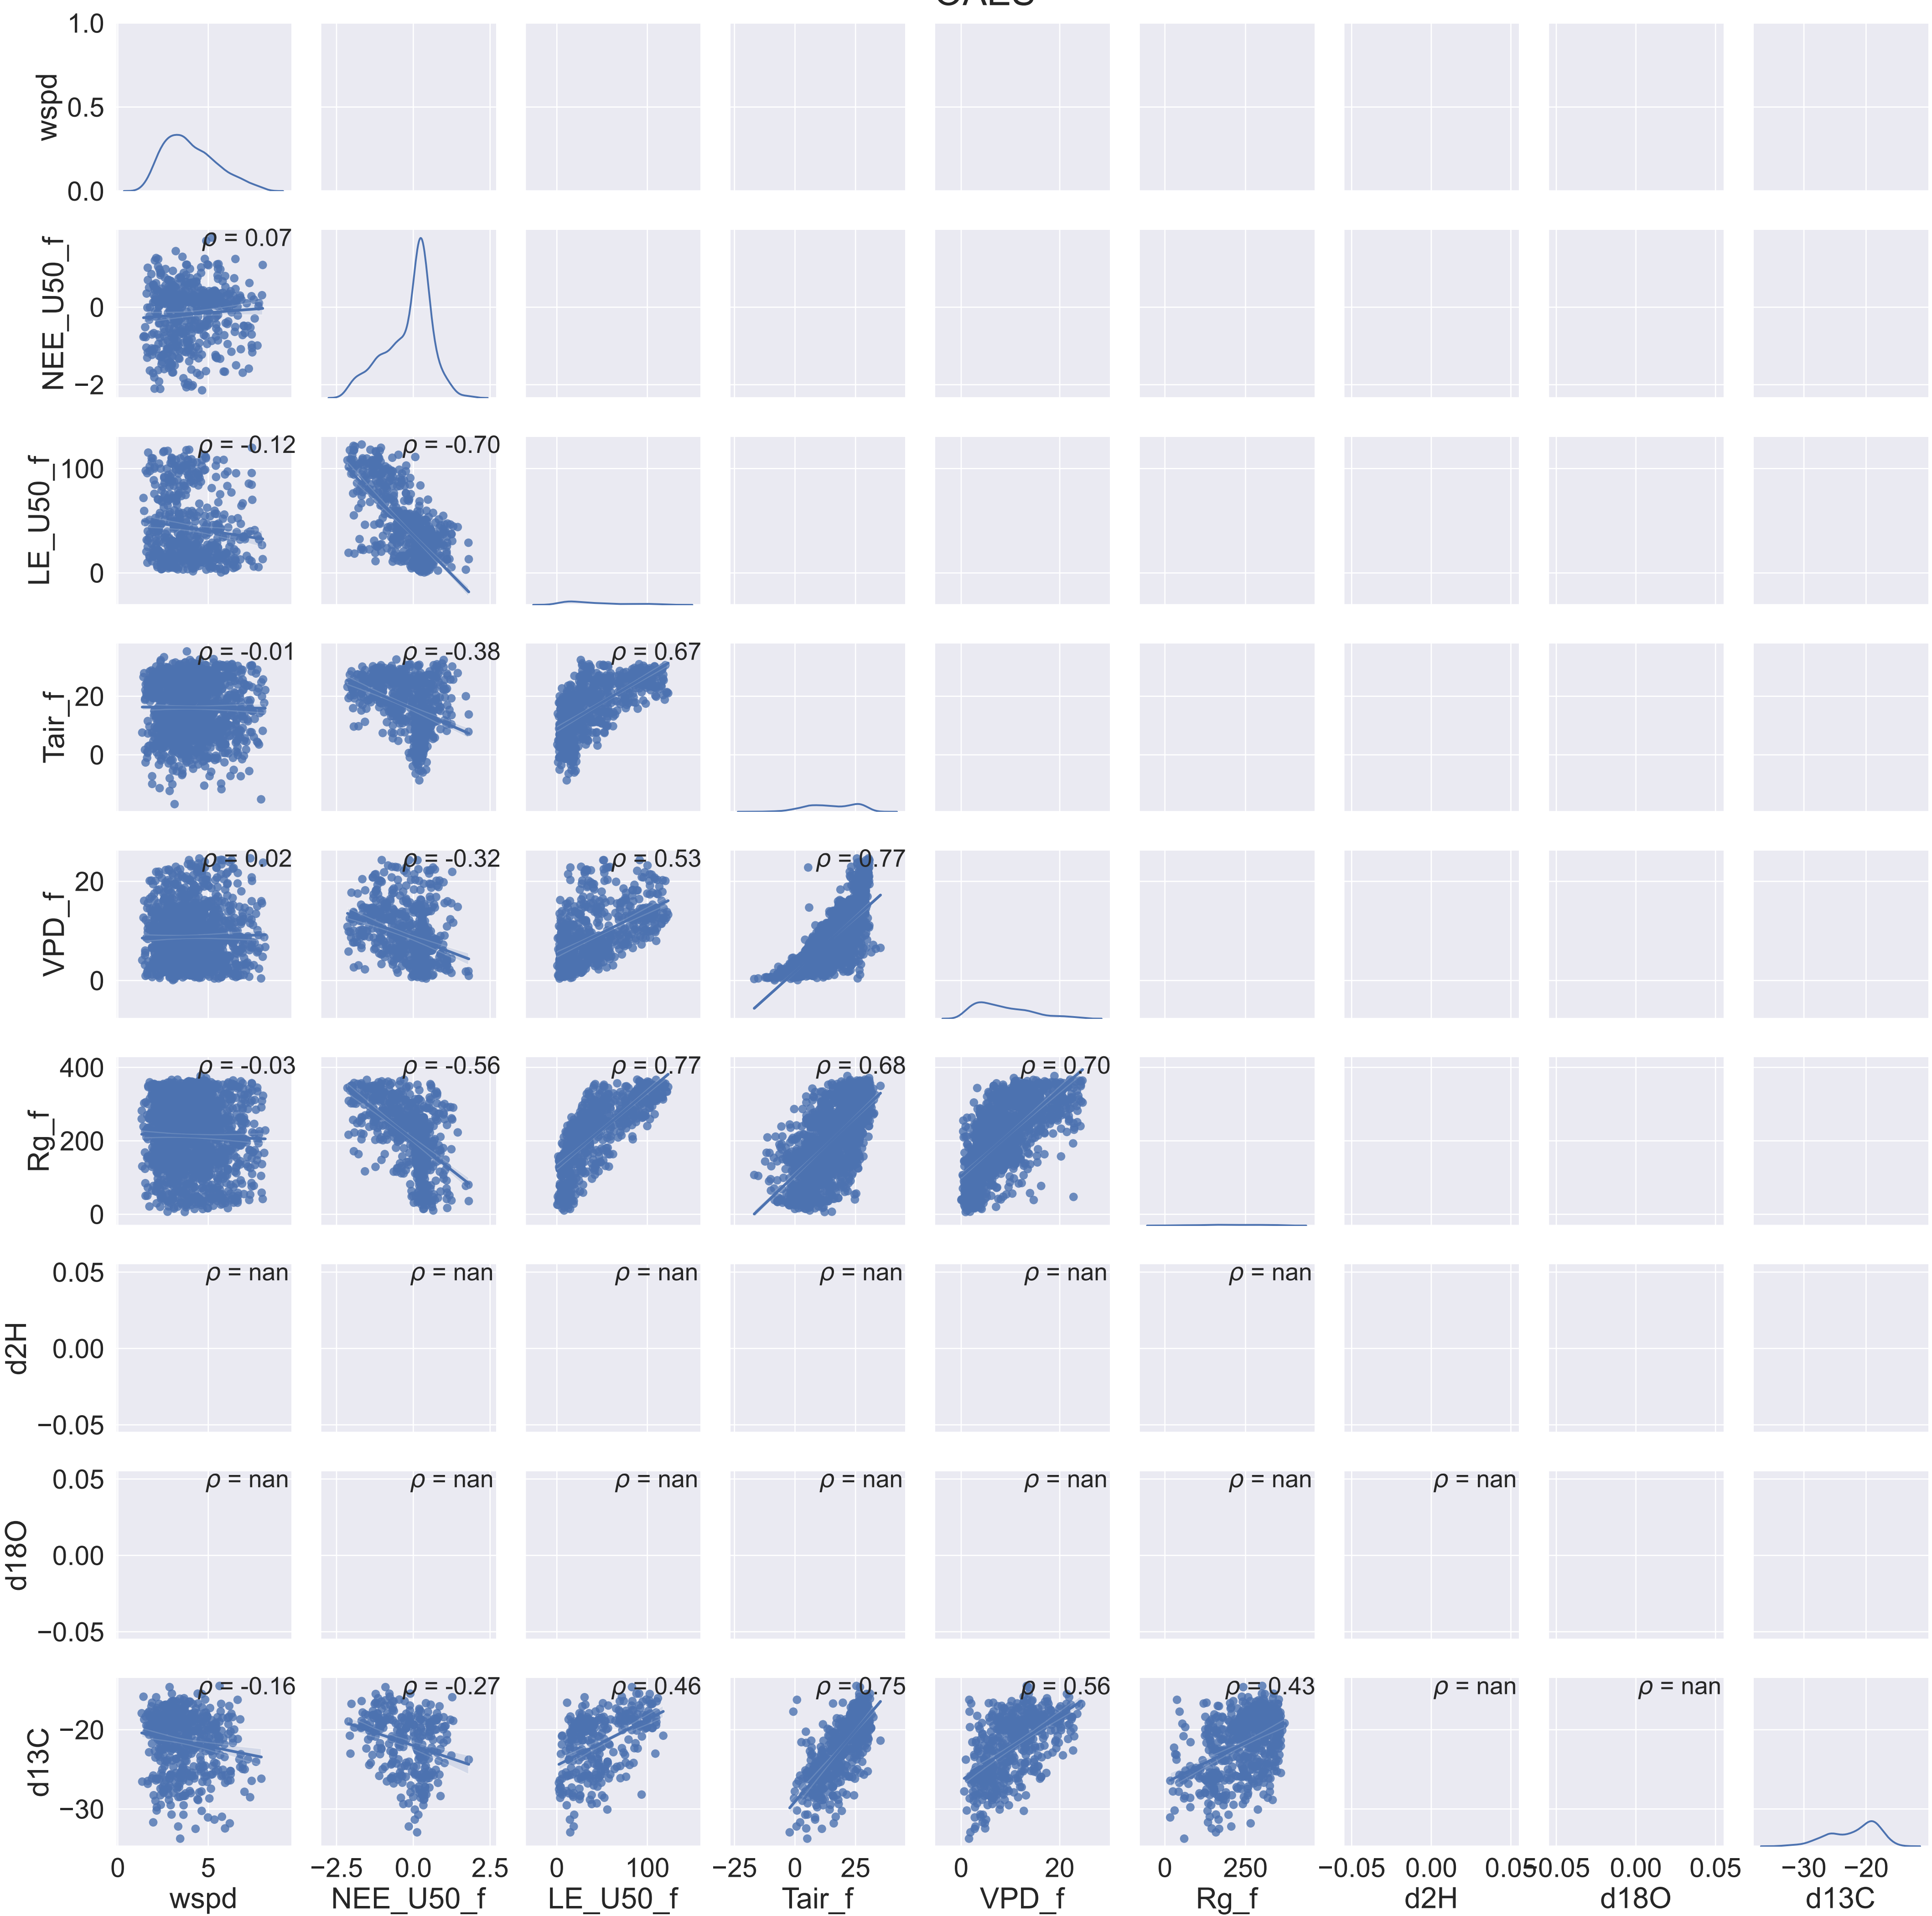 1.0
wspd
0.5
0.0
ρ = 0.07
NEE_U50_f
0
−2
ρ = -0.12
ρ = -0.70
LE_U50_f
100
0
ρ = -0.01
ρ = -0.38
ρ = 0.67
Tair_f
20
0
ρ = 0.02
ρ = -0.32
ρ = 0.53
ρ = 0.77
VPD_f
20
0
ρ = -0.03
ρ = -0.56
ρ = 0.77
ρ = 0.68
ρ = 0.70
Rg_f
400
200
0
ρ = nan
ρ = nan
ρ = nan
ρ = nan
ρ = nan
ρ = nan
d2H
0.05
0.00
−0.05
ρ = nan
ρ = nan
ρ = nan
ρ = nan
ρ = nan
ρ = nan
ρ = nan
d18O
0.05
0.00
−0.05
ρ = -0.16
ρ = -0.27
ρ = 0.46
ρ = 0.75
ρ = 0.56
ρ = 0.43
ρ = nan
ρ = nan
d13C
−20
−30
0 5
−2.5 0.0 2.5
0 100
−25 0 25
0 20
0 250
−0.05 0.00 0.05
−0.05 0.00 0.05
−30 −20
wspd
NEE_U50_f
LE_U50_f
Tair_f
VPD_f
Rg_f
d2H
d18O
d13C